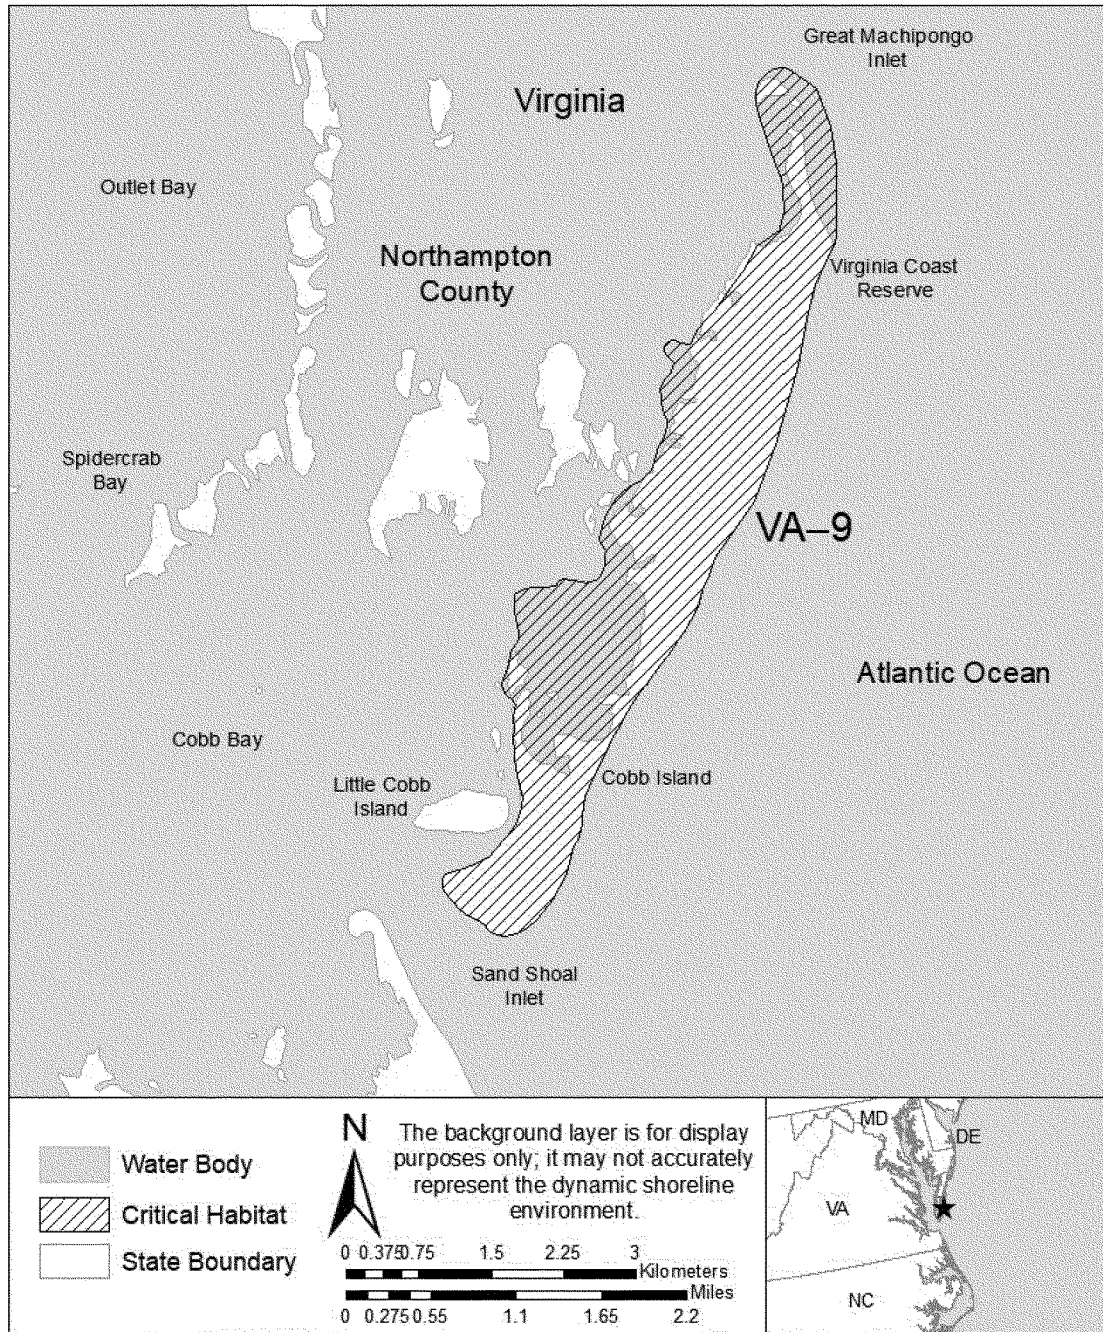 Great Machipongo
Inlet
Virginia
Outlet Bay
Northampton
County
Virginia Coast
Reserve
Spidercrab
Bay
VA–9
Atlantic Ocean
Cobb Bay
Little Cobb
Island
Cobb Island
Sand Shoal
Inlet
Water Body
Critical Habitat
State Boundary
N
The background layer is for display
purposes only; it may not accurately
represent the dynamic shoreline
environment.
0 0.375 0.75 1.5 2.25 3
Kilometers
Miles
0 0.275 0.55 1.1 1.65 2.2
MD
DE
VA
NC